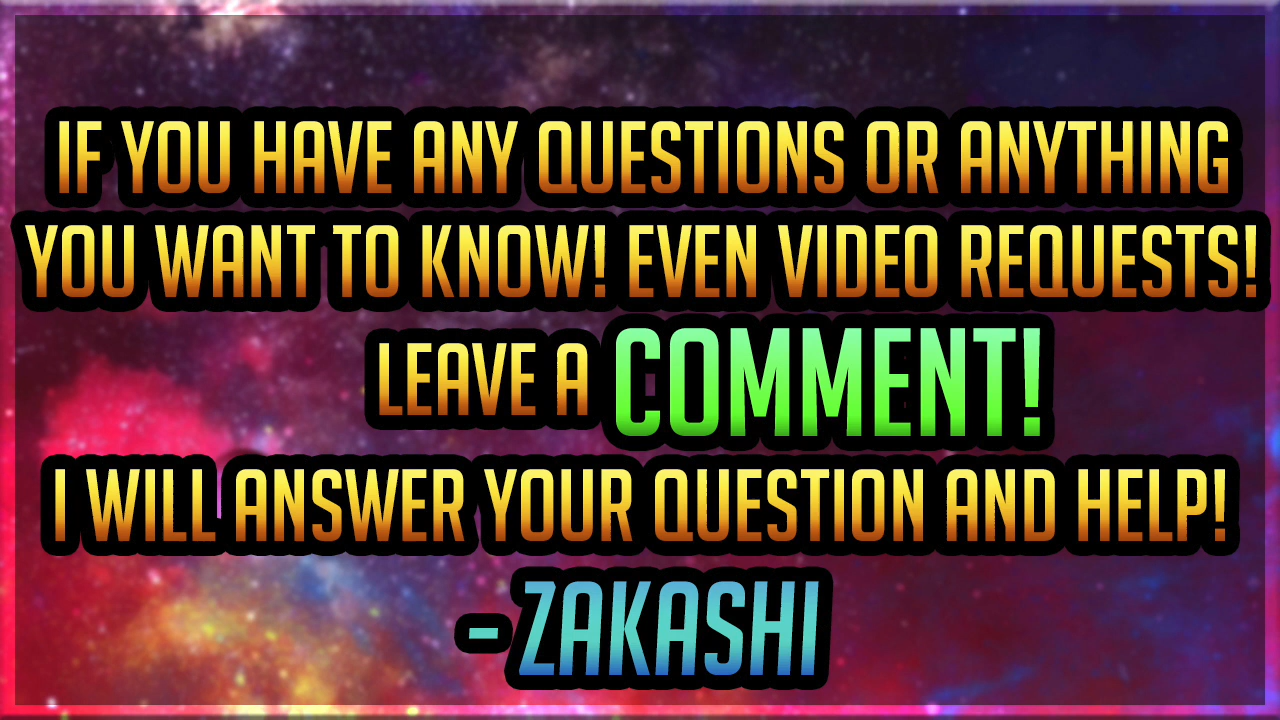 IF YOU HAVE ANY QUESTIONS OR ANYTHING
YOU WANT TO KNOW! EVEN VIDEO REQUESTS!
LEAVE A COMMENT!
I WILL ANSWER YOUR QUESTION AND HELP!
- ZAKASHI